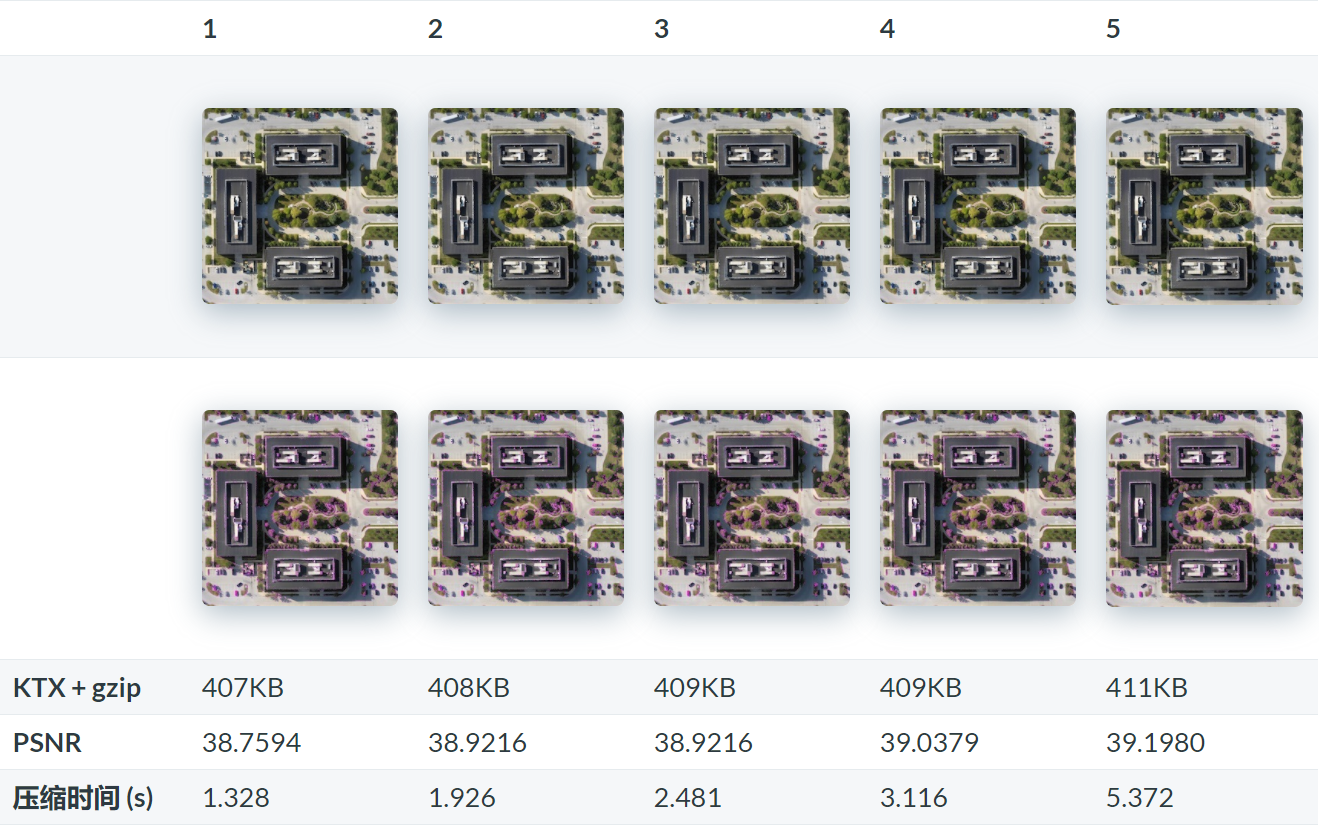 1 2 3 4 5
KTX + gzip 407KB 408KB 409KB 409KB 411KB
PSNR 38.7594 38.9216 38.9216 39.0379 39.1980
压缩时间 (s) 1.328 1.926 2.481 3.116 5.372